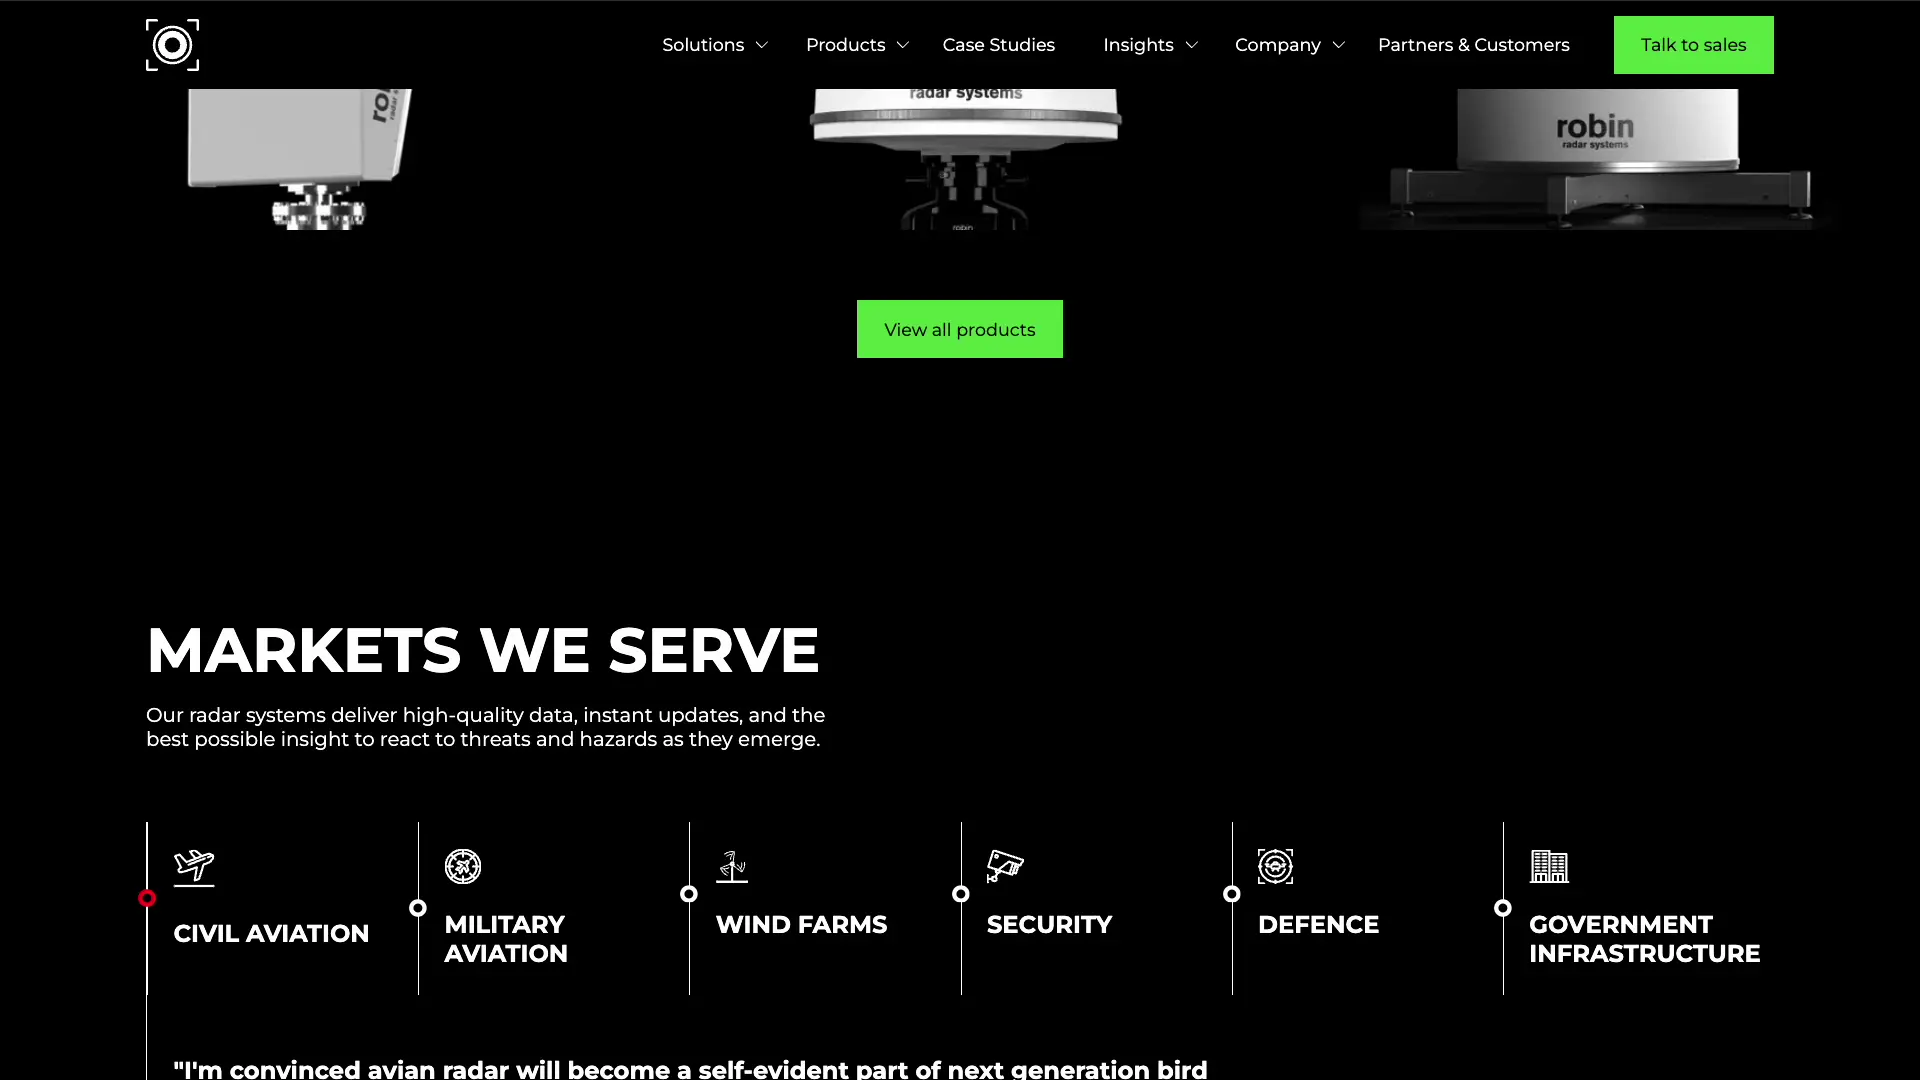 Solutions
Products
Case Studies
Insights
Company
Partners & Customers
Talk to sales
radar systems
robin
radar systems
robin
View all products
MARKETS WE SERVE
Our radar systems deliver high-quality data, instant updates, and the
best possible insight to react to threats and hazards as they emerge.
CIVIL AVIATION
MILITARY
AVIATION
WIND FARMS
SECURITY
DEFENCE
GOVERNMENT
INFRASTRUCTURE
"I'm convinced avian radar will become a self-evident part of next generation bird